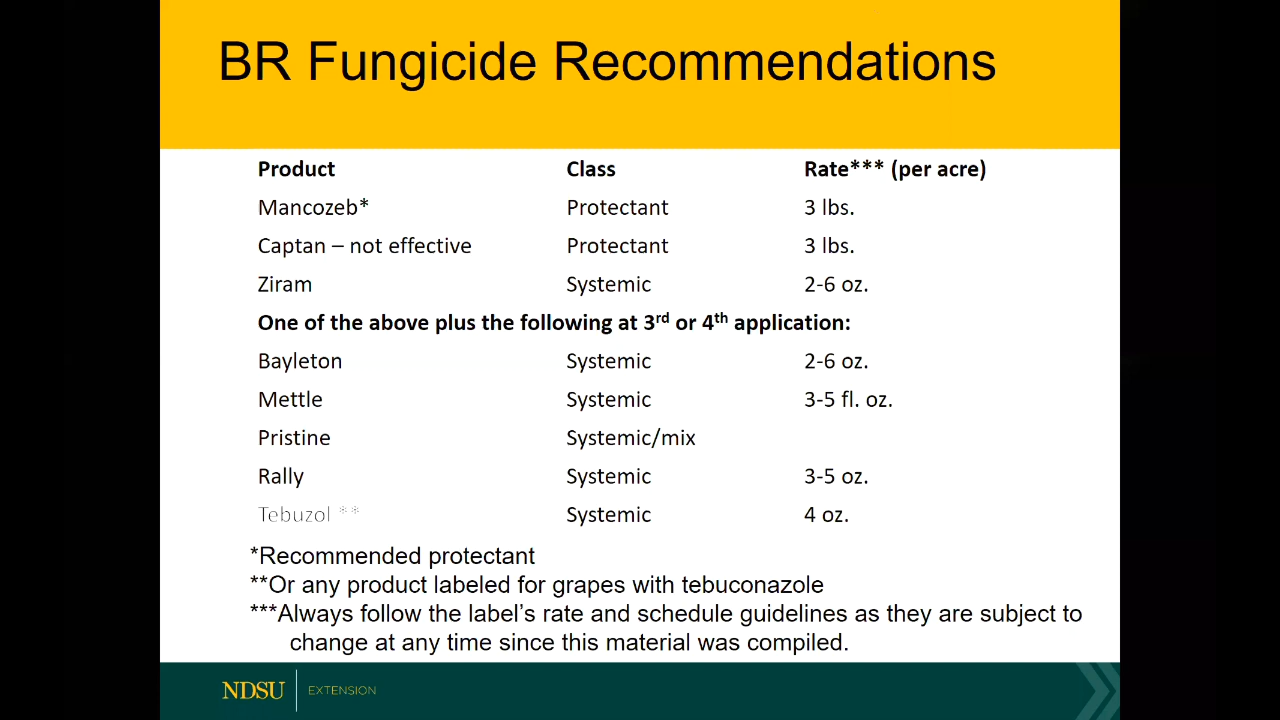 BR Fungicide Recommendations
Product Class Rate*** (per acre)
Mancozeb* Protectant 3 lbs.
Captan – not effective Protectant 3 lbs.
Ziram Systemic 2-6 oz.
One of the above plus the following at 3rd or 4th application:
Bayleton Systemic 2-6 oz.
Mettle Systemic 3-5 fl. oz.
Pristine Systemic/mix
Rally Systemic 3-5 oz.
Tebuzol ** Systemic 4 oz.
*Recommended protectant
**Or any product labeled for grapes with tebuconazole
***Always follow the label’s rate and schedule guidelines as they are subject to
change at any time since this material was compiled.
NDSU EXTENSION